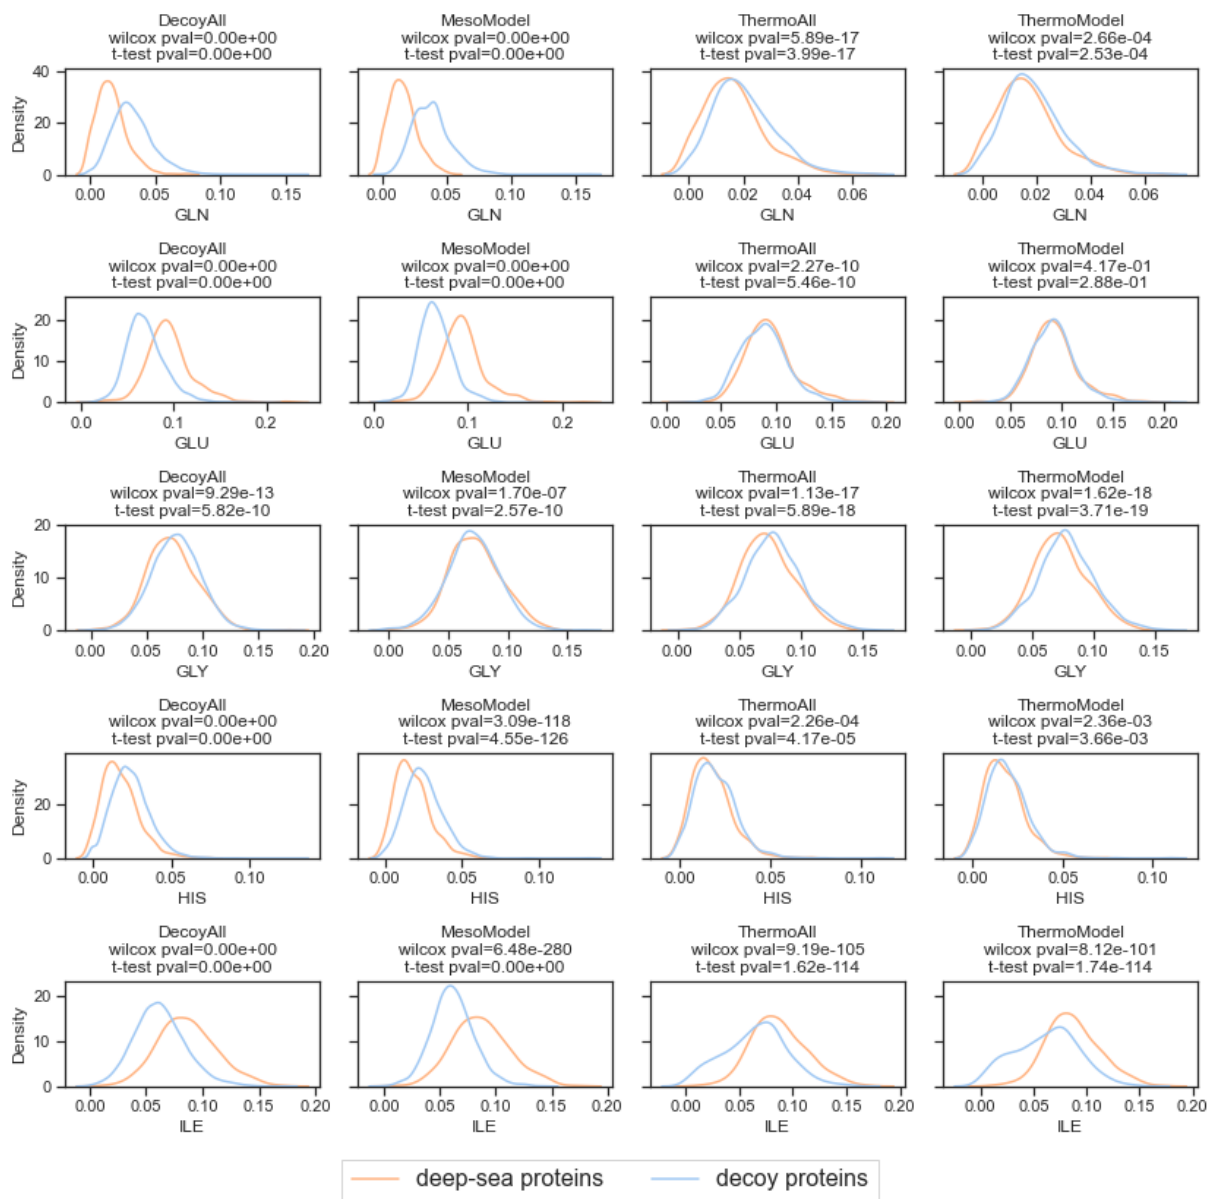 DecoyAll MesoModel ThermoAll ThermoModel
wilcox pval=0.00e+00 wilcox pval=0.00e+00 wilcox pval=5.89e-17 wilcox pval=2.66e-04
t-test pval=0.00e+00 t-test pval=0.00e+00 t-test pval=3.99e-17 t-test pval=2.53e-04
40
20
0
Density
0.00 0.05 0.10 0.15 0.00 0.05 0.10 0.15 0.00 0.02 0.04 0.06 0.00 0.02 0.04 0.06
GLN GLN GLN GLN
DecoyAll MesoModel ThermoAll ThermoModel
wilcox pval=0.00e+00 wilcox pval=0.00e+00 wilcox pval=2.27e-10 wilcox pval=4.17e-01
t-test pval=0.00e+00 t-test pval=0.00e+00 t-test pval=5.46e-10 t-test pval=2.88e-01
20
10
0
Density
0.0 0.1 0.2 0.0 0.1 0.2 0.00 0.05 0.10 0.15 0.20 0.00 0.05 0.10 0.15 0.20
GLU GLU GLU GLU
DecoyAll MesoModel ThermoAll ThermoModel
wilcox pval=9.29e-13 wilcox pval=1.70e-07 wilcox pval=1.13e-17 wilcox pval=1.62e-18
t-test pval=5.82e-10 t-test pval=2.57e-10 t-test pval=5.89e-18 t-test pval=3.71e-19
20
10
0
Density
0.00 0.05 0.10 0.15 0.20 0.00 0.05 0.10 0.15 0.00 0.05 0.10 0.15 0.00 0.05 0.10 0.15
GLY GLY GLY GLY
DecoyAll MesoModel ThermoAll ThermoModel
wilcox pval=0.00e+00 wilcox pval=3.09e-118 wilcox pval=2.26e-04 wilcox pval=2.36e-03
t-test pval=0.00e+00 t-test pval=4.55e-126 t-test pval=4.17e-05 t-test pval=3.66e-03
20
0
Density
0.00 0.05 0.10 0.00 0.05 0.10 0.00 0.05 0.10 0.00 0.05 0.10
HIS HIS HIS HIS
DecoyAll MesoModel ThermoAll ThermoModel
wilcox pval=0.00e+00 wilcox pval=6.48e-280 wilcox pval=9.19e-105 wilcox pval=8.12e-101
t-test pval=0.00e+00 t-test pval=0.00e+00 t-test pval=1.62e-114 t-test pval=1.74e-114
20
10
0
Density
0.00 0.05 0.10 0.15 0.20 0.00 0.05 0.10 0.15 0.20 0.00 0.05 0.10 0.15 0.20 0.00 0.05 0.10 0.15 0.20
ILE ILE ILE ILE
deep-sea proteins decoy proteins